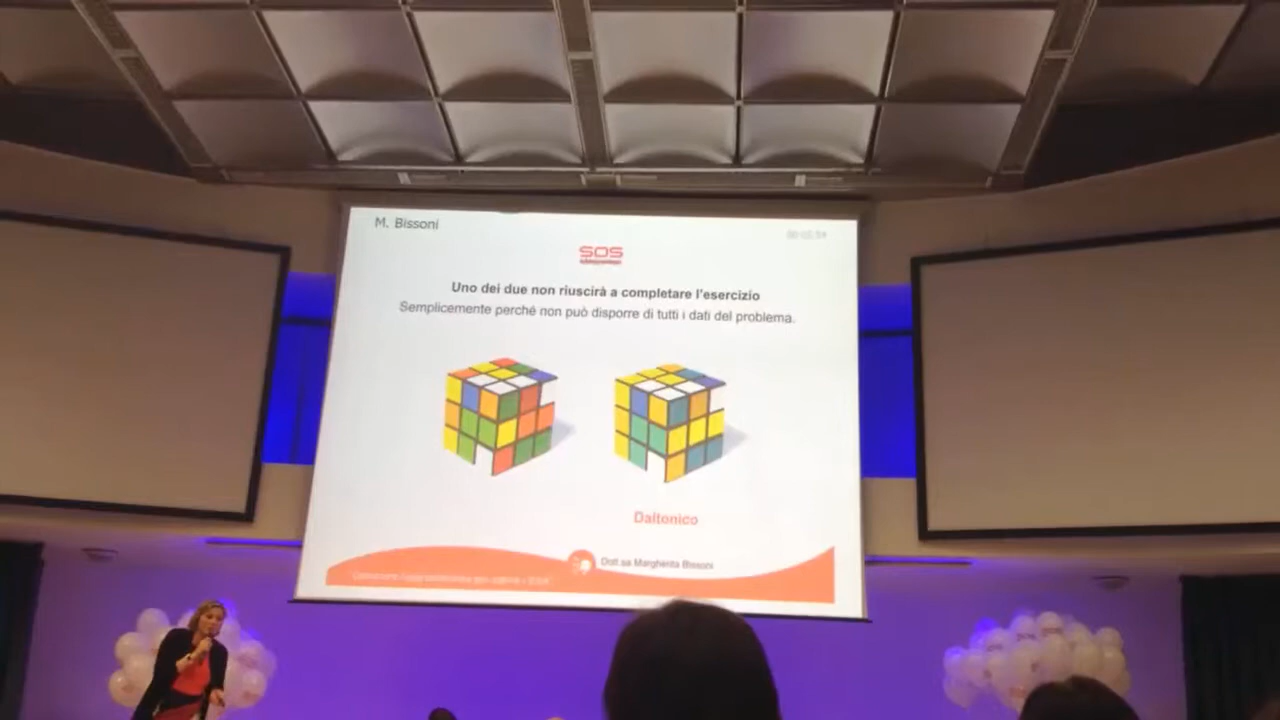 M. Bissoni
SOS
Uno dei due non riuscirà a completare l'esercizio
Semplicemente perché non può disporre di tutti i dati del problema.
Daltonico
Dott.sa Margherita Bissoni